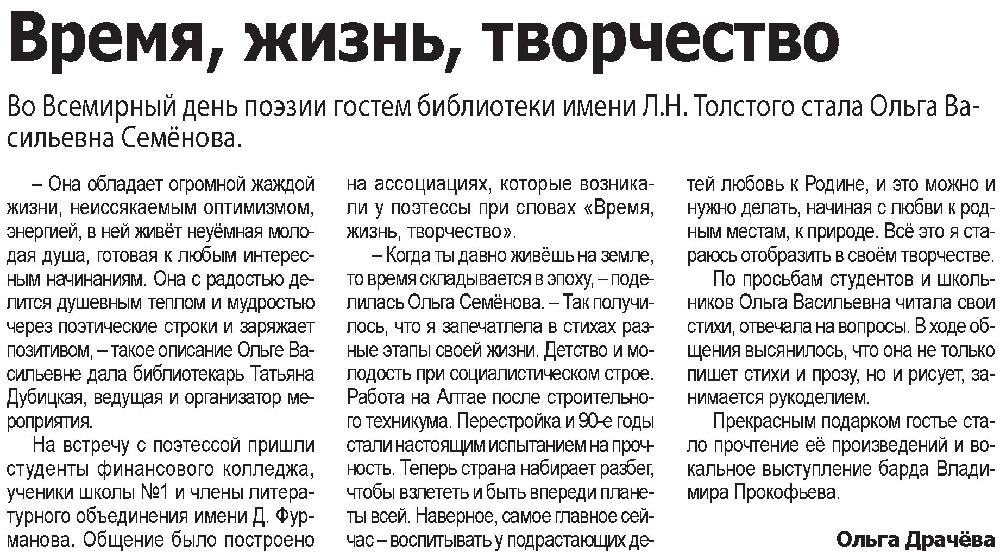 Время, жизнь, творчество
Во Всемирный день поэзии гостем библиотеки имени Л.Н. Толстого стала Ольга Ва-
сильевна Семёнова.
– Она обладает огромной жаждой
жизни, неиссякаемым оптимизмом,
энергией, в ней живёт неуёмная моло-
дая душа, готовая к любым интерес-
ным начинаниям. Она с радостью де-
лится душевным теплом и мудростью
через поэтические строки и заряжает
позитивом, – такое описание Ольге Ва-
сильевне дала библиотекарь Татьяна
Дубицкая, ведущая и организатор ме-
роприятия.
На встречу с поэтессой пришли
студенты финансового колледжа,
ученики школы №1 и члены литера-
турного объединения имени Д. Фур-
манова. Общение было построено
на ассоциациях, которые возника-
ли у поэтессы при словах «Время,
жизнь, творчество».
– Когда ты давно живёшь на земле,
то время складывается в эпоху, – поде-
лилась Ольга Семёнова. – Так получи-
лось, что я запечатлела в стихах раз-
ные этапы своей жизни. Детство и мо-
лодость при социалистическом строе.
Работа на Алтае после строительно-
го техникума. Перестройка и 90-е годы
стали настоящим испытанием на проч-
ность. Теперь страна набирает разбег,
чтобы взлететь и быть впереди плане-
ты всей. Наверное, самое главное сей-
час – воспитывать у подрастающих де-
тей любовь к Родине, и это можно и
нужно делать, начиная с любви к род-
ным местам, к природе. Всё это я ста-
раюсь отобразить в своём творчестве.
По просьбам студентов и школь-
ников Ольга Васильевна читала свои
стихи, отвечала на вопросы. В ходе об-
щения высянилось, что она не только
пишет стихи и прозу, но и рисует, за-
нимается рукоделием.
Прекрасным подарком гостье ста-
ло прочтение её произведений и во-
кальное выступление барда Влади-
мира Прокофьева.
Ольга Драчёва